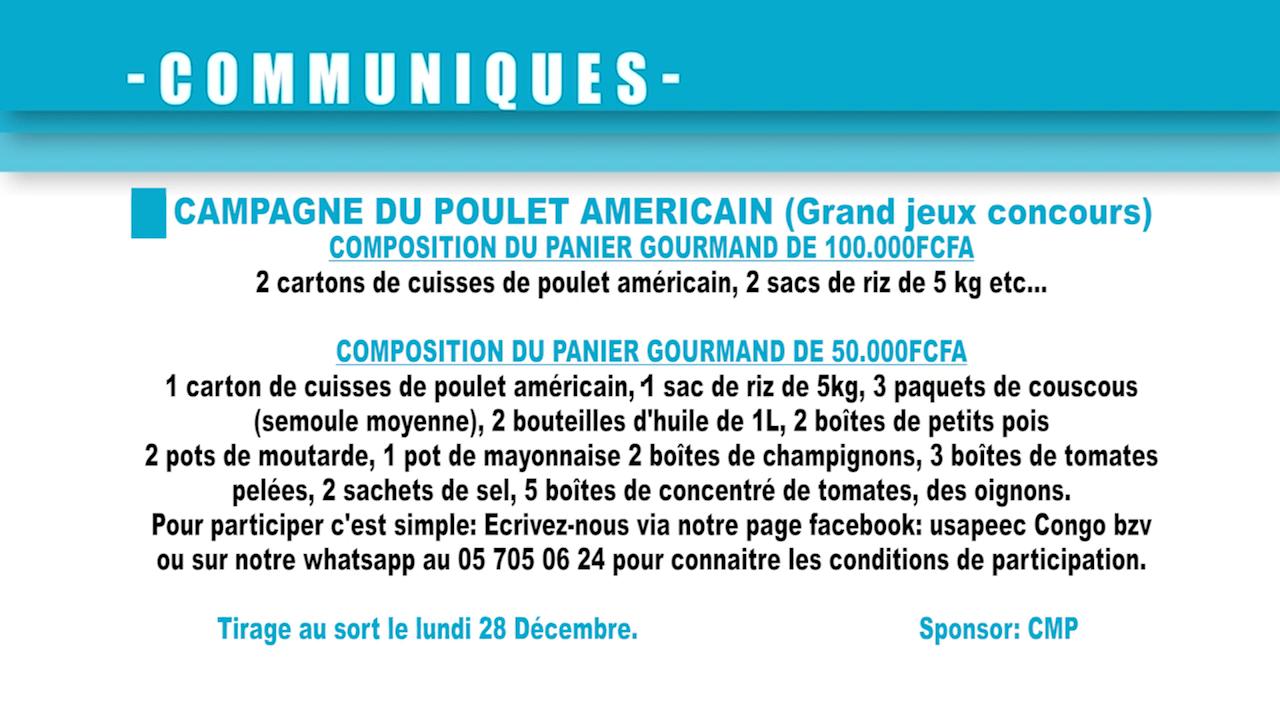 -COMMUNIQUES-
CAMPAGNE DU POULET AMERICAIN (Grand jeux concours)
COMPOSITION DU PANIER GOURMAND DE 100.000FCFA
2 cartons de cuisses de poulet américain, 2 sacs de riz de 5 kg etc...
COMPOSITION DU PANIER GOURMAND DE 50.000FCFA
1 carton de cuisses de poulet américain, 1 sac de riz de 5kg, 3 paquets de couscous
(semoule moyenne), 2 bouteilles d'huile de 1L, 2 boîtes de petits pois
2 pots de moutarde, 1 pot de mayonnaise 2 boîtes de champignons, 3 boîtes de tomates
pelées, 2 sachets de sel, 5 boîtes de concentré de tomates, des oignons.
Pour participer c'est simple: Ecrivez-nous via notre page facebook: usapeec Congo bzv
ou sur notre whatsapp au 05 705 06 24 pour connaitre les conditions de participation.
Tirage au sort le lundi 28 Décembre. Sponsor: CMP